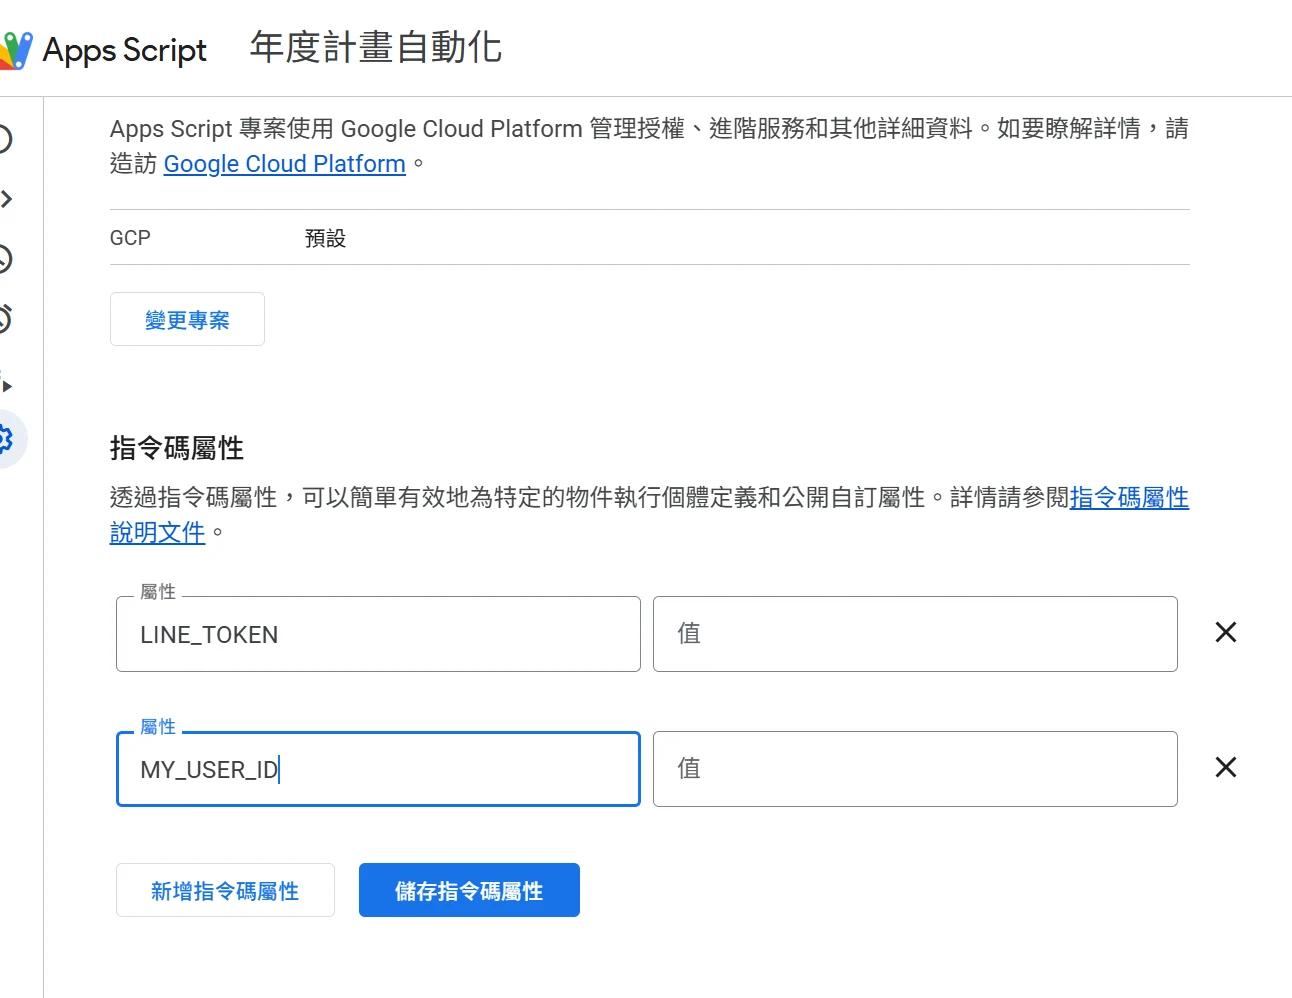 Apps Script 年度計畫自動化
Apps Script 專案使用 Google Cloud Platform 管理授權、進階服務和其他詳細資料。如要瞭解詳情，請
造訪 Google Cloud Platform。
GCP 預設
變更專案
指令碼屬性
透過指令碼屬性，可以簡單有效地為特定的物件執行個體定義和公開自訂屬性。詳情請參閱指令碼屬性
說明文件。
屬性
LINE_TOKEN 值
屬性
MY_USER_ID 值
新增指令碼屬性 儲存指令碼屬性